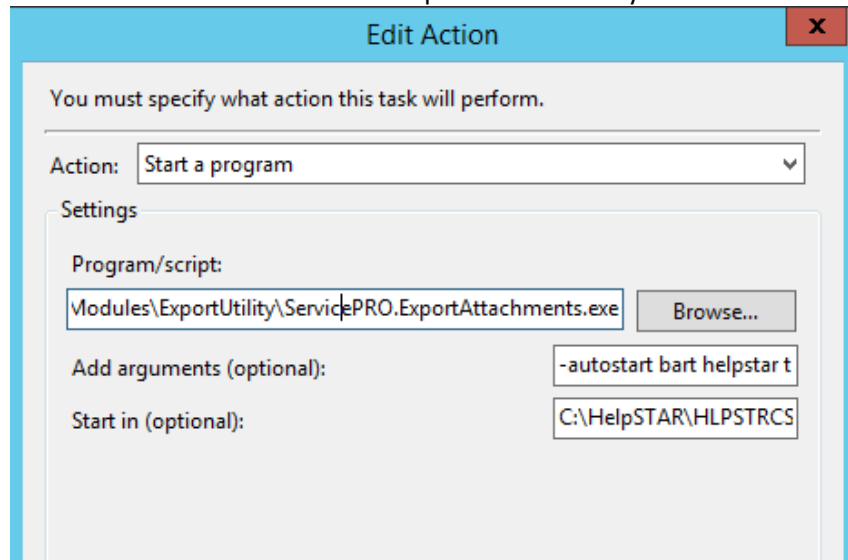 Edit Action
x
You must specify what action this task will perform.
Action: Start a program
Settings
Program/script:
Modules\ExportUtility\ServicePRO.ExportAttachments.exe Browse...
Add arguments (optional): -autostart bart helpstar t
Start in (optional): C:\HelpSTAR\HLPSTRCS